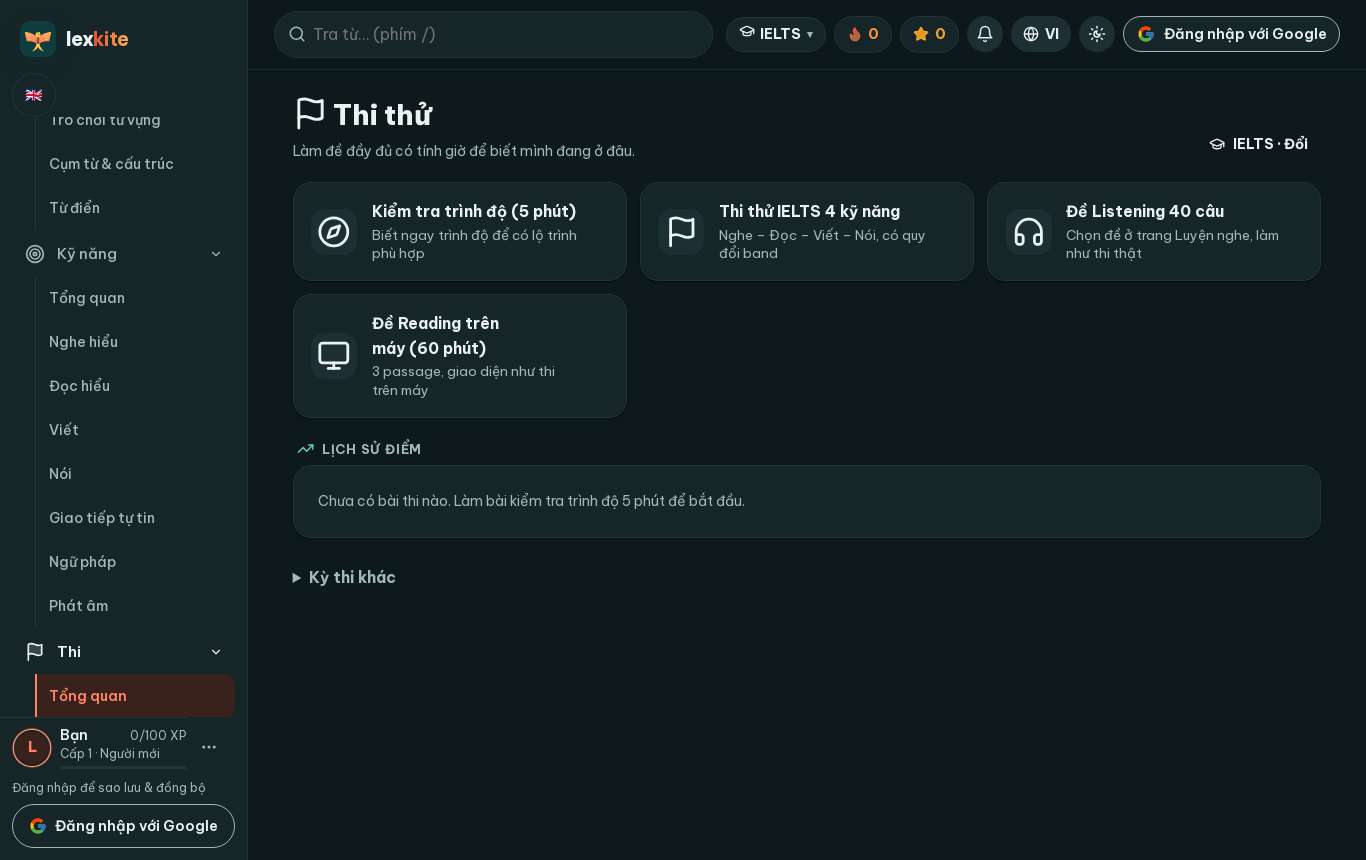 lexkite
Trò chơi từ vựng
Cụm từ & cấu trúc
Từ điển
Kỹ năng
Tổng quan
Nghe hiểu
Đọc hiểu
Viết
Nói
Giao tiếp tự tin
Ngữ pháp
Phát âm
Thi
Tổng quan
L
Bạn
0/100 XP
Cấp 1 · Người mới
Đăng nhập để sao lưu & đồng bộ
Đăng nhập với Google
Tra từ… (phím /)
IELTS ▾
0
0
VI
Đăng nhập với Google
Thi thử
Làm đề đầy đủ có tính giờ để biết mình đang ở đâu.
IELTS · Đổi
Kiểm tra trình độ (5 phút)
Biết ngay trình độ để có lộ trình
phù hợp
Thi thử IELTS 4 kỹ năng
Nghe – Đọc – Viết – Nói, có quy
đổi band
Đề Listening 40 câu
Chọn đề ở trang Luyện nghe, làm
như thi thật
Đề Reading trên
máy (60 phút)
3 passage, giao diện như thi
trên máy
LỊCH SỬ ĐIỂM
Chưa có bài thi nào. Làm bài kiểm tra trình độ 5 phút để bắt đầu.
Kỳ thi khác